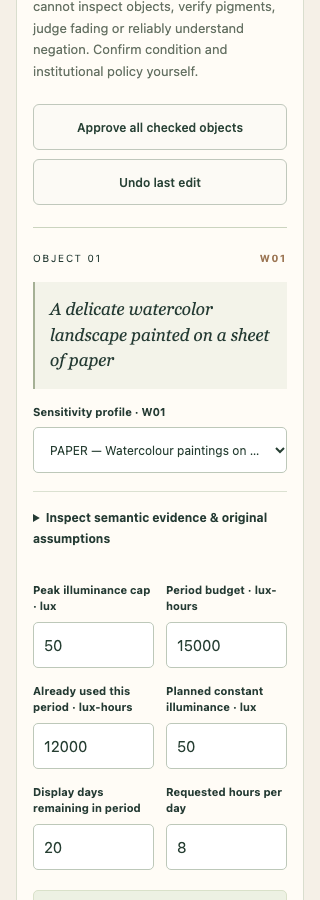 cannot inspect objects, verify pigments,
judge fading or reliably understand
negation. Confirm condition and
institutional policy yourself.
Approve all checked objects
Undo last edit
OBJECT 01 W01
A delicate watercolor
landscape painted on a sheet
of paper
Sensitivity profile · W01
PAPER — Watercolour paintings on ...
Inspect semantic evidence & original
assumptions
Peak illuminance cap
· lux
Period budget · lux-
hours
50
15000
Already used this
period · lux-hours
Planned constant
illuminance · lux
12000
50
Display days
remaining in period
Requested hours per
day
20
8